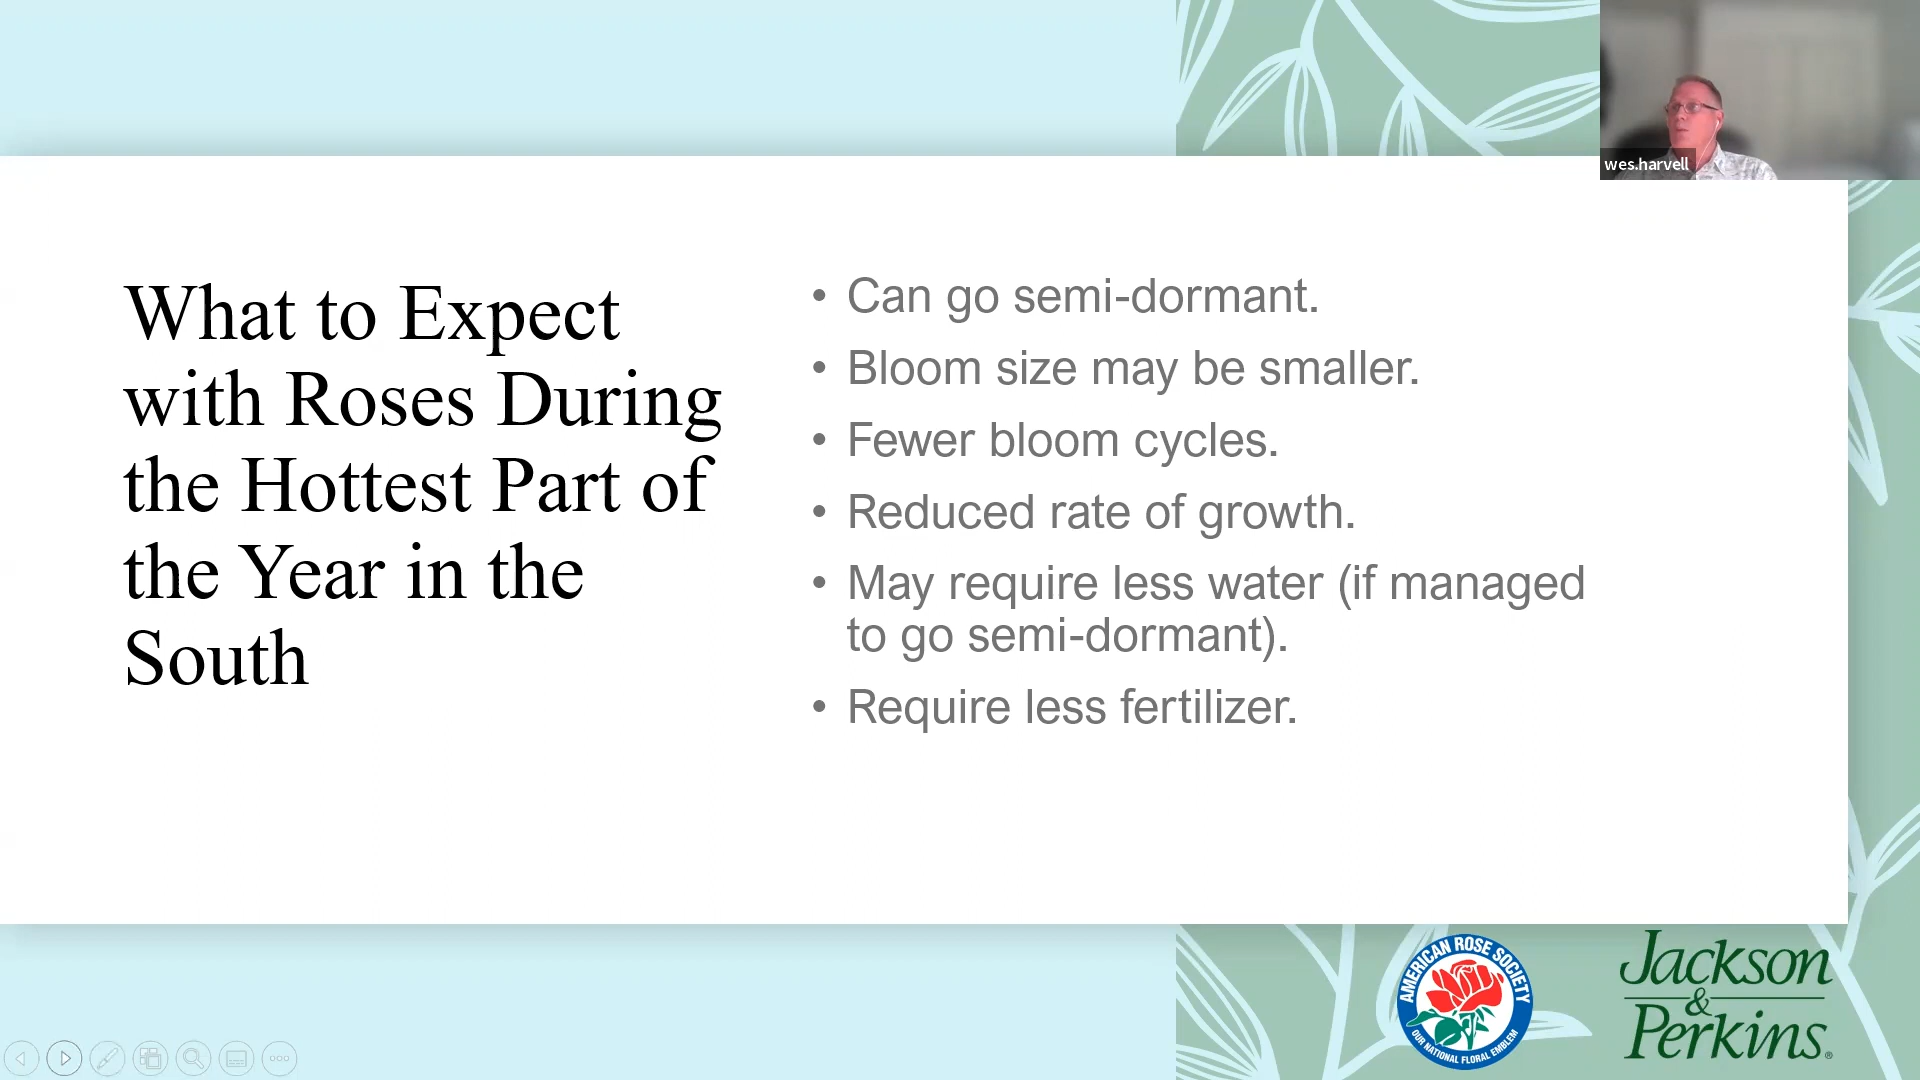 wes.harvell
What to Expect
with Roses During
the Hottest Part of
the Year in the
South
• Can go semi-dormant.
• Bloom size may be smaller.
• Fewer bloom cycles.
• Reduced rate of growth.
• May require less water (if managed
to go semi-dormant).
• Require less fertilizer.
AMERICAN ROSE SOCIETY
OUR NATIONAL FLORAL EMBLEM
Jackson
&
Perkins®